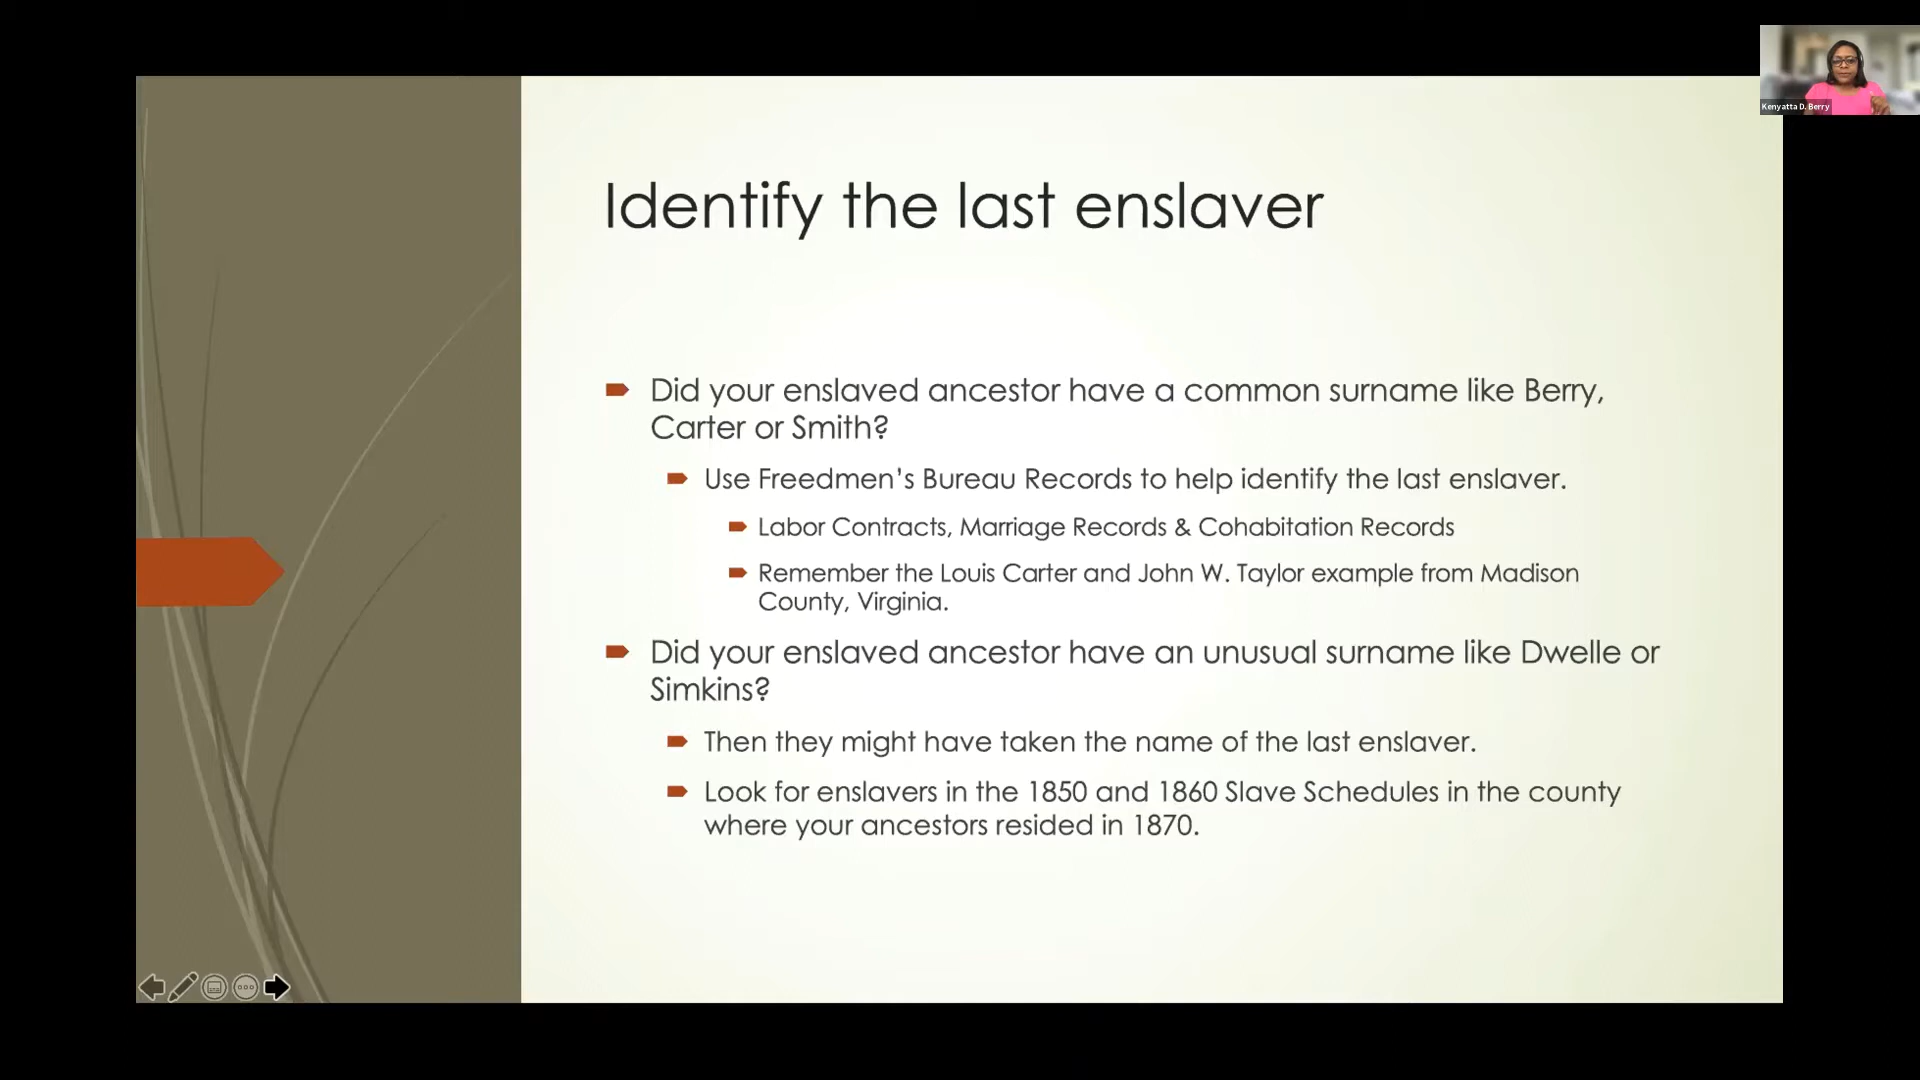 Kenyatta D. Berry
Identify the last enslaver
Did your enslaved ancestor have a common surname like Berry,
Carter or Smith?
Use Freedmen’s Bureau Records to help identify the last enslaver.
Labor Contracts, Marriage Records & Cohabitation Records
Remember the Louis Carter and John W. Taylor example from Madison
County, Virginia.
Did your enslaved ancestor have an unusual surname like Dwelle or
Simkins?
Then they might have taken the name of the last enslaver.
Look for enslavers in the 1850 and 1860 Slave Schedules in the county
where your ancestors resided in 1870.